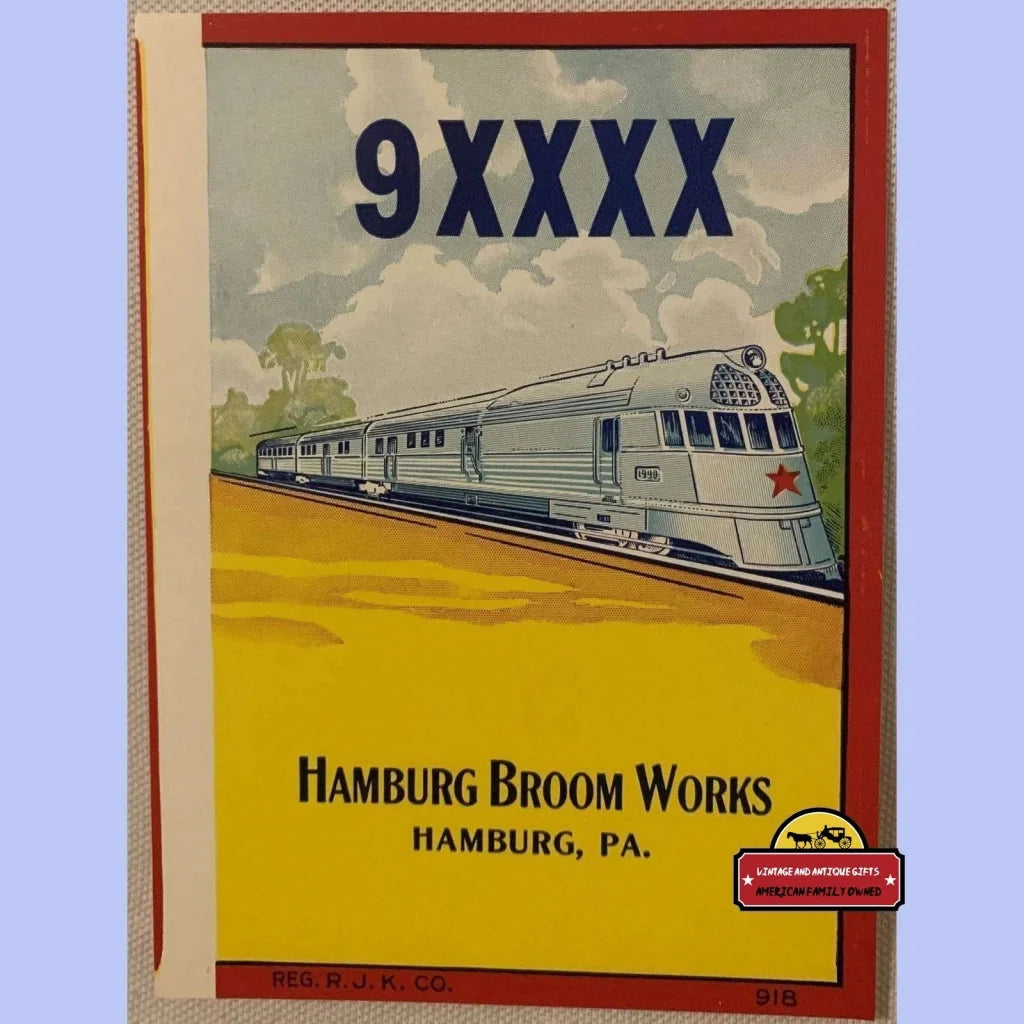 9XXXX
1990
HAMBURG BROOM WORKS
HAMBURG, PA.
VINTAGE AND ANTIQUE GIFTS
AMERICAN FAMILY OWNED
REG. R. J. K. CO.
918